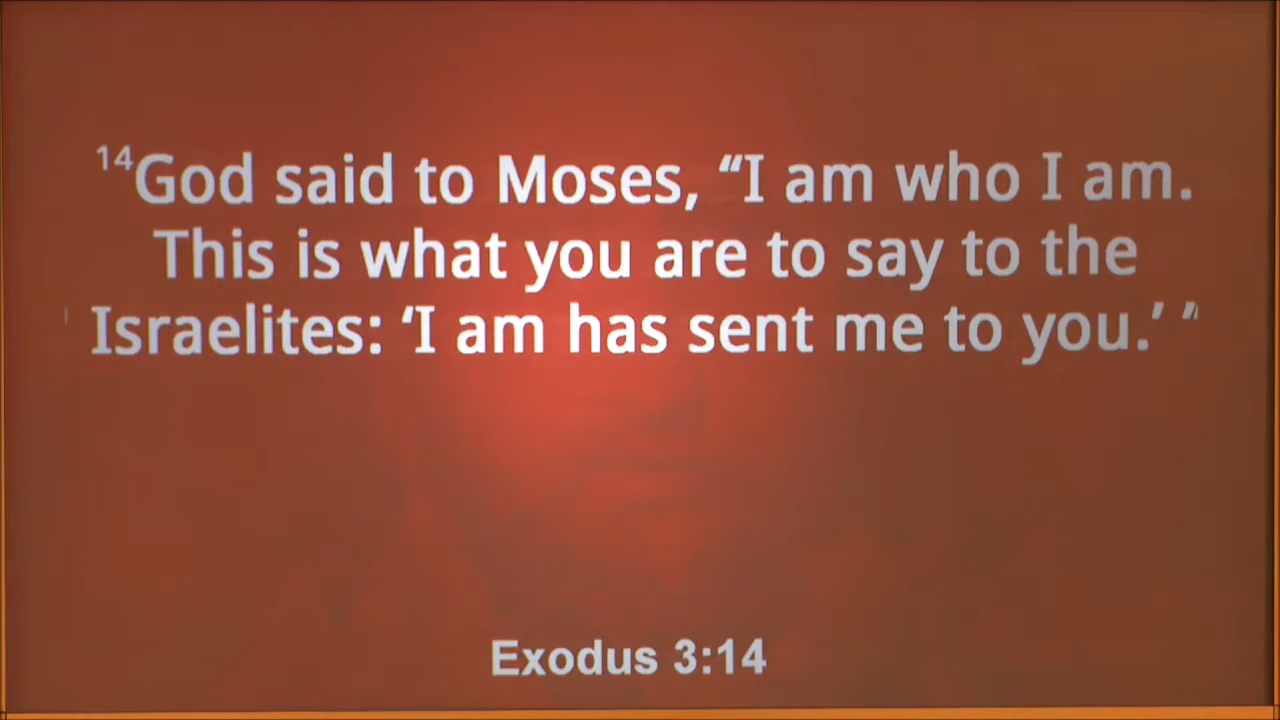 ¹⁴God said to Moses, “I am who I am.
This is what you are to say to the
Israelites: ‘I am has sent me to you.’ ”
Exodus 3:14